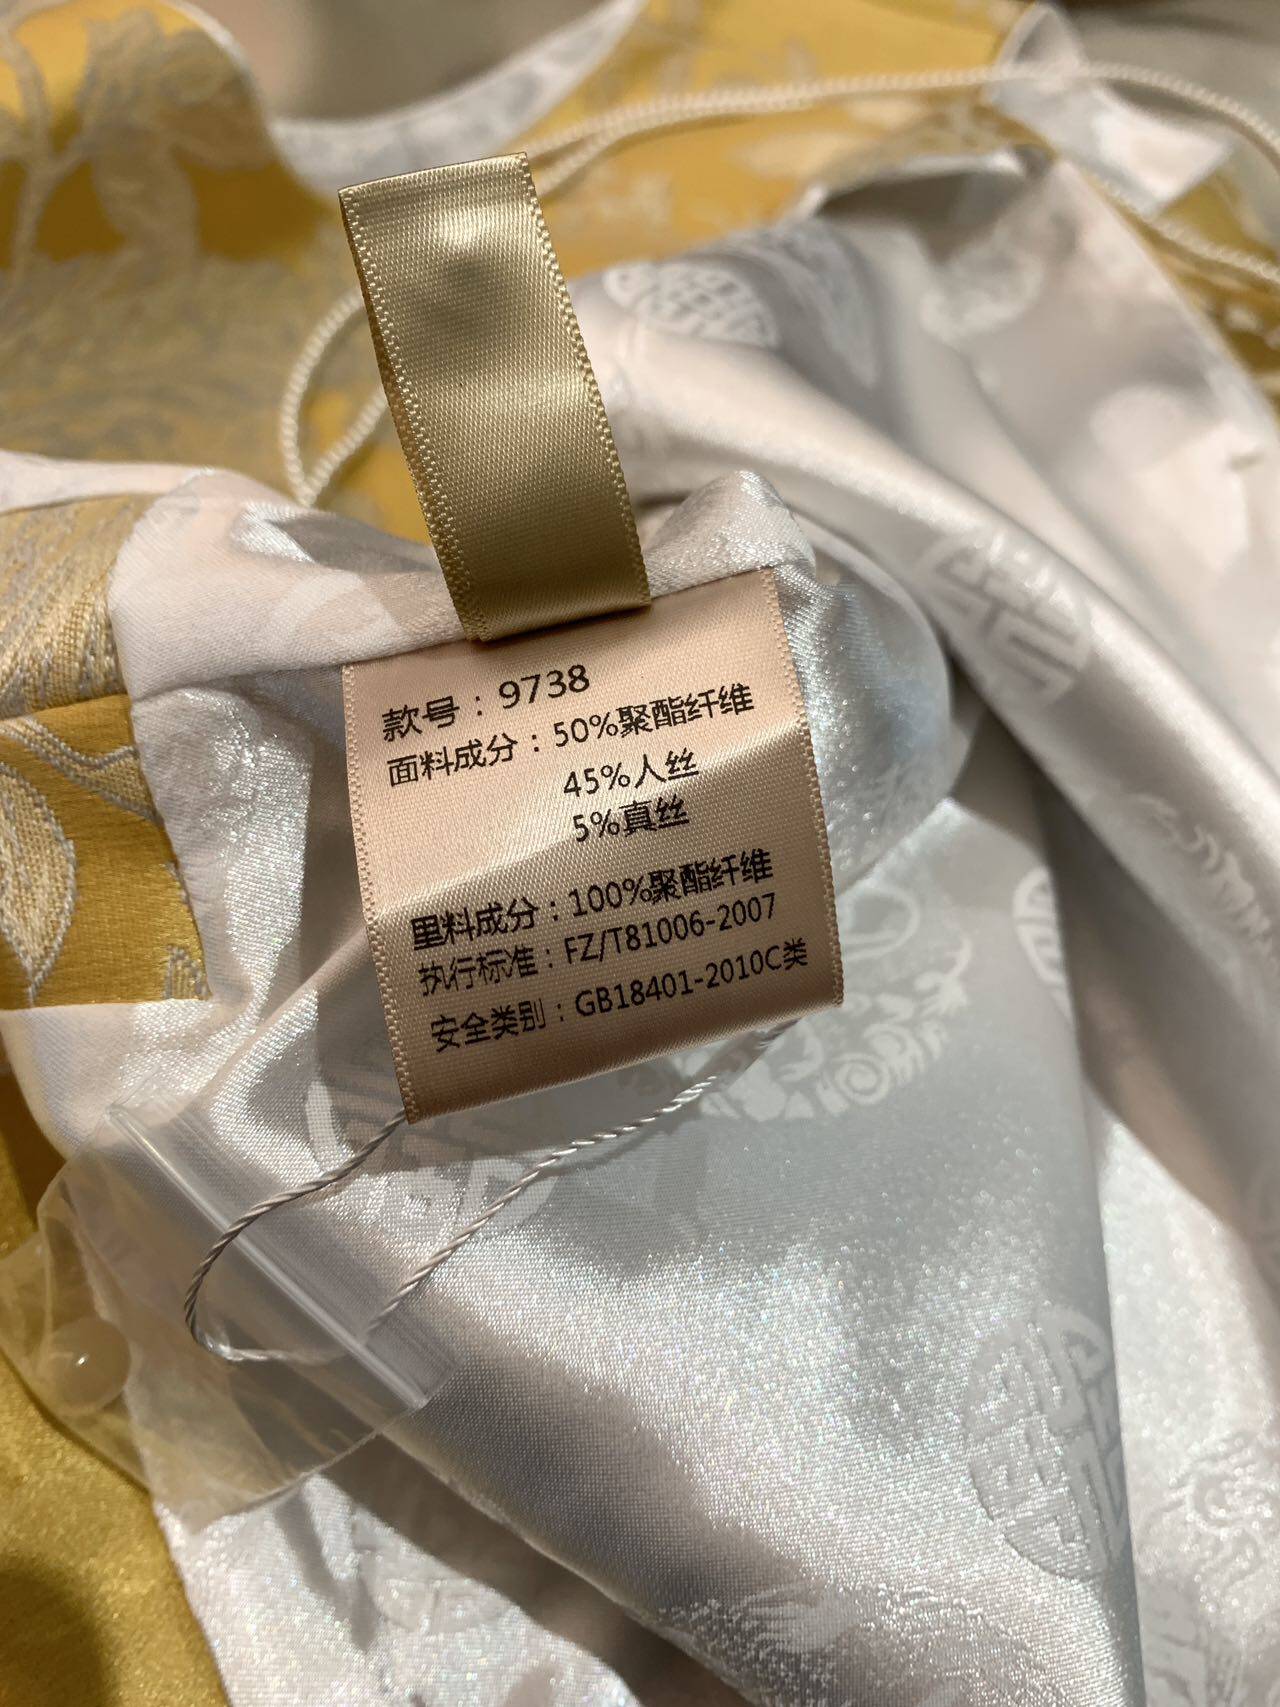 款号：9738
面料成分：50%聚酯纤维
45%人丝
5%真丝
里料成分：100%聚酯纤维
执行标准：FZ/T81006-2007
安全类别：GB18401-2010C类